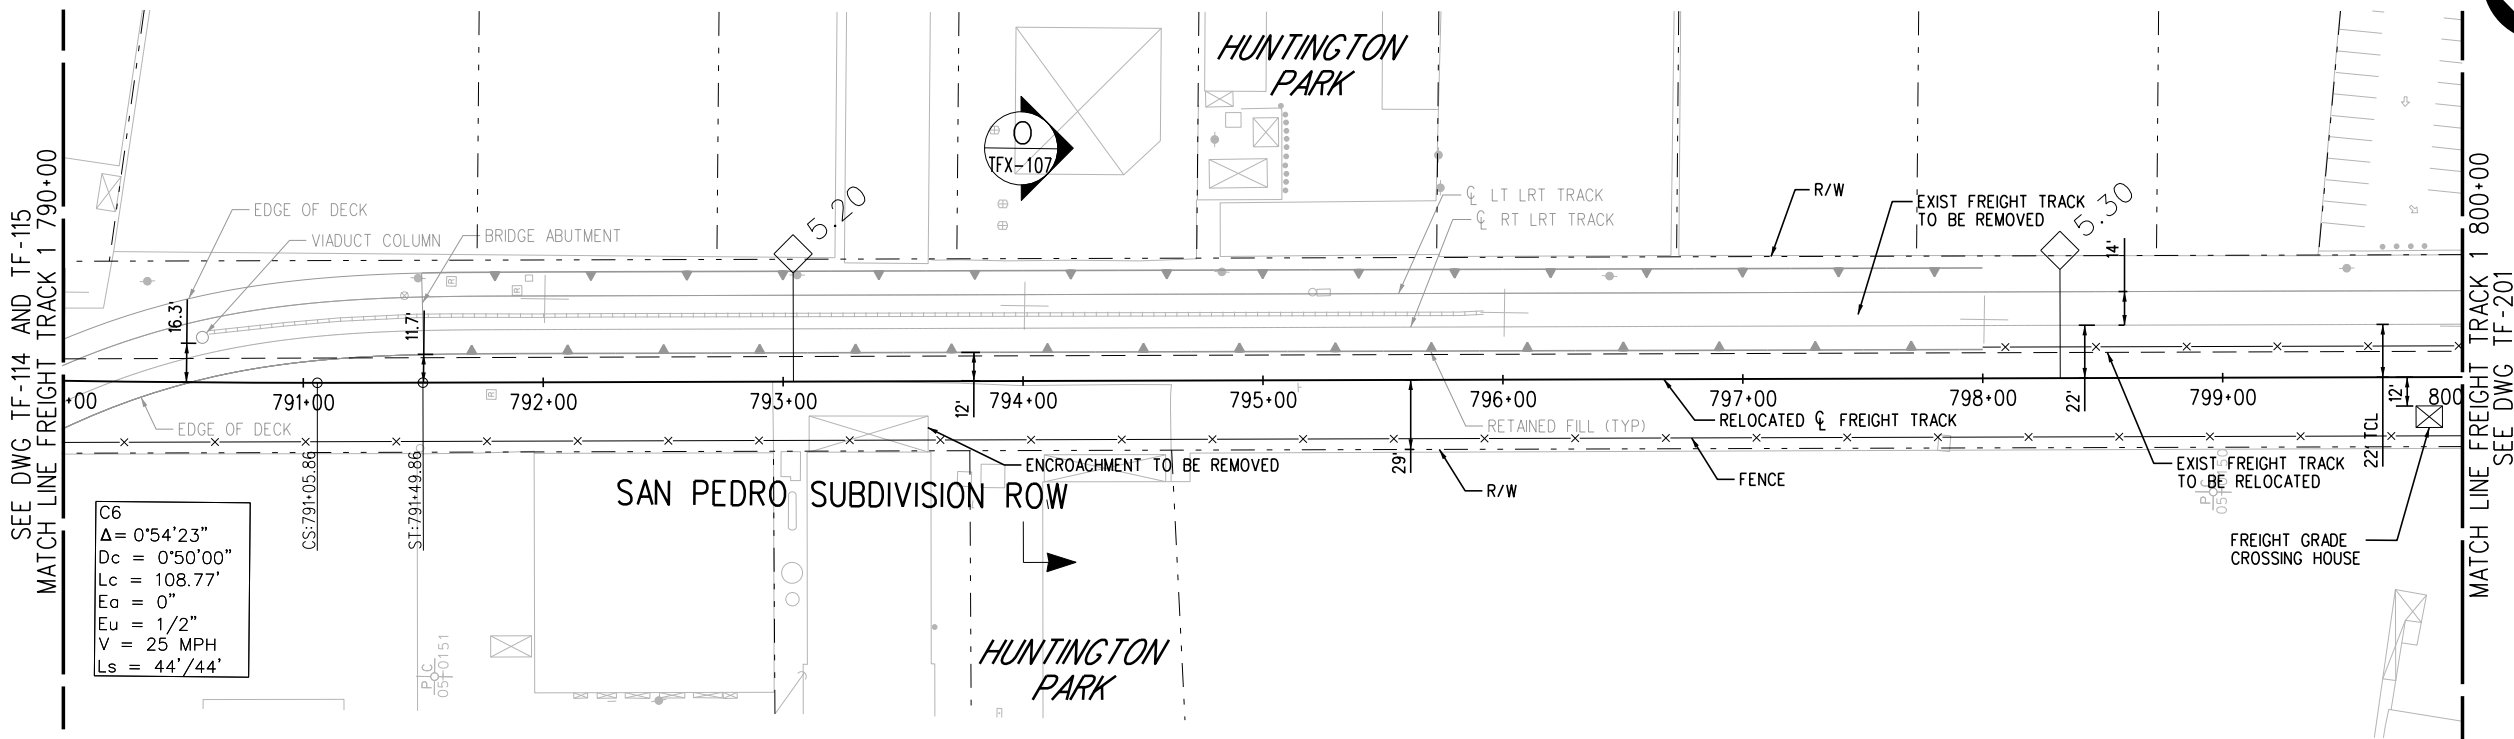 SEE DWG TF-114 AND TF-115
MATCH LINE FREIGHT TRACK 1 790+00
HUNTINGTON
PARK
O
TFX-107
5.20
5.30
EDGE OF DECK
VIADUCT COLUMN
BRIDGE ABUTMENT
℄ LT LRT TRACK
℄ RT LRT TRACK
R/W
EXIST FREIGHT TRACK
TO BE REMOVED
14'
16.3'
11.7'
R
R
R
+00
791+00
792+00
793+00
12'
794+00
795+00
796+00
797+00
798+00
22'
799+00
12'
800
EDGE OF DECK
RETAINED FILL (TYP)
RELOCATED ℄ FREIGHT TRACK
29'
22' TCL
CS:791+05.86
ST:791+49.86
ENCROACHMENT TO BE REMOVED
SAN PEDRO SUBDIVISION ROW
R/W
FENCE
EXIST FREIGHT TRACK
TO BE RELOCATED
P C
05-0150
FREIGHT GRADE
CROSSING HOUSE
C6
Δ= 0°54'23"
Dc = 0°50'00"
Lc = 108.77'
Ea = 0"
Eu = 1/2"
V = 25 MPH
Ls = 44'/44'
P C
05-0151
HUNTINGTON
PARK
MATCH LINE FREIGHT TRACK 1 800+00
SEE DWG TF-201